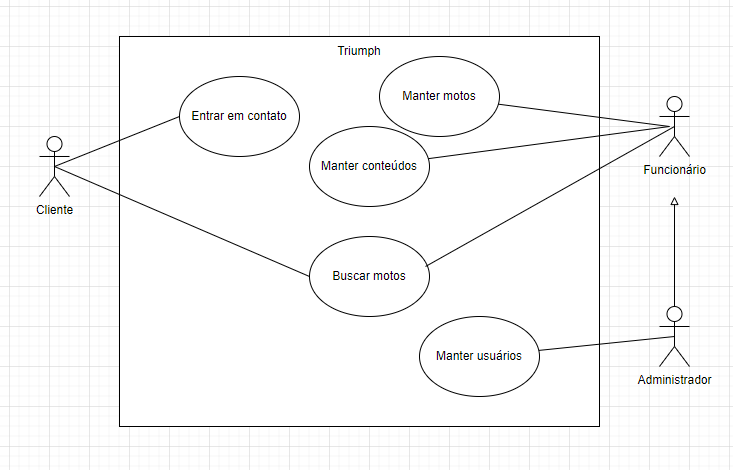 Triumph
Manter motos
Entrar em contato
Manter conteúdos
Funcionário
Cliente
Buscar motos
Manter usuários
Administrador